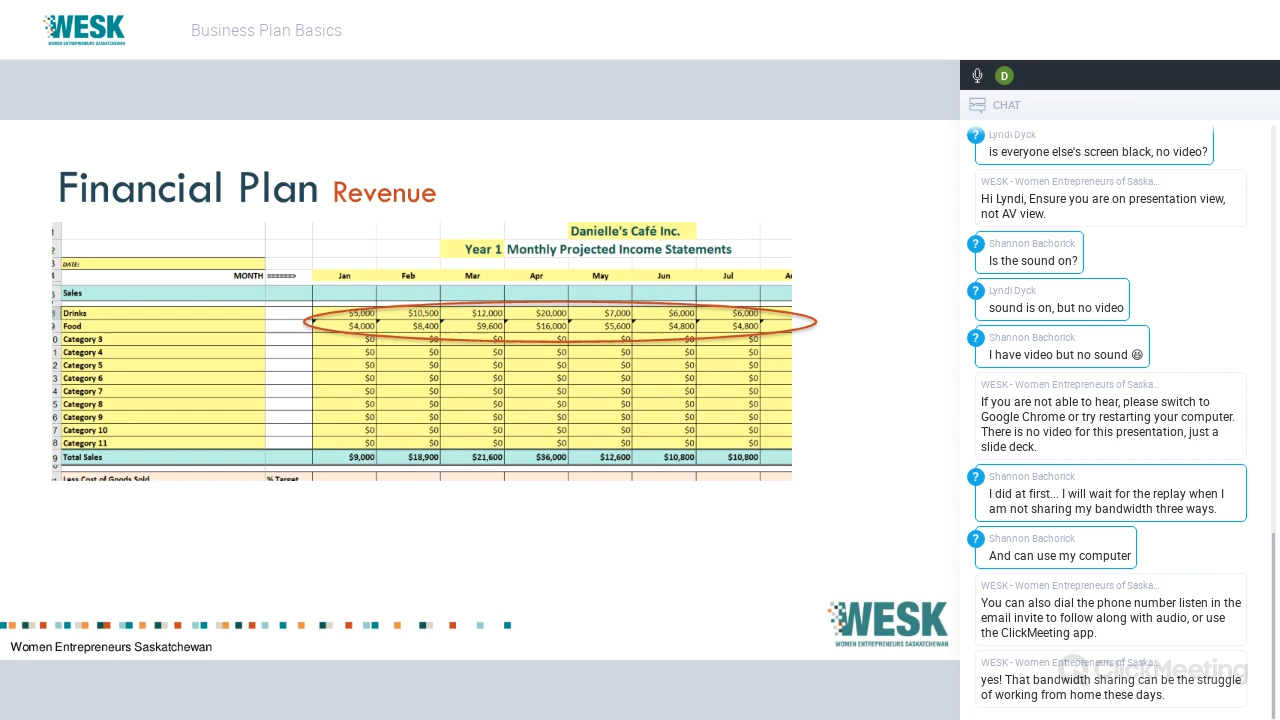 WESK
WOMEN ENTREPRENEURS SASKATCHEWAN
Business Plan Basics
Financial Plan Revenue
1 Danielle's Café Inc.
2 Year 1 Monthly Projected Income Statements
3 DATE:
4 MONTH ======> Jan Feb Mar Apr May Jun Jul
Sales
8 Drinks $5,000 $10,500 $12,000 $20,000 $7,000 $6,000 $6,000
9 Food $4,000 $8,400 $9,600 $16,000 $5,600 $4,800 $4,800
0 Category 3 $0 $0 $0 $0 $0 $0 $0
1 Category 4 $0 $0 $0 $0 $0 $0 $0
2 Category 5 $0 $0 $0 $0 $0 $0 $0
3 Category 6 $0 $0 $0 $0 $0 $0 $0
4 Category 7 $0 $0 $0 $0 $0 $0 $0
5 Category 8 $0 $0 $0 $0 $0 $0 $0
6 Category 9 $0 $0 $0 $0 $0 $0 $0
7 Category 10 $0 $0 $0 $0 $0 $0 $0
8 Category 11 $0 $0 $0 $0 $0 $0 $0
9 Total Sales $9,000 $18,900 $21,600 $36,000 $12,600 $10,800 $10,800
Less Cost of Goods Sold % Target
Women Entrepreneurs Saskatchewan
WESK
WOMEN ENTREPRENEURS SASKATCHEWAN
D
CHAT
? Lyndi Dyck
is everyone else's screen black, no video?
WESK - Women Entrepreneurs of Saska...
Hi Lyndi, Ensure you are on presentation view,
not AV view.
? Shannon Bachorick
Is the sound on?
? Lyndi Dyck
sound is on, but no video
? Shannon Bachorick
I have video but no sound 😆
WESK - Women Entrepreneurs of Saska...
If you are not able to hear, please switch to
Google Chrome or try restarting your computer.
There is no video for this presentation, just a
slide deck.
? Shannon Bachorick
I did at first... I will wait for the replay when I
am not sharing my bandwidth three ways.
? Shannon Bachorick
And can use my computer
WESK - Women Entrepreneurs of Saska...
You can also dial the phone number listen in the
email invite to follow along with audio, or use
the ClickMeeting app.
WESK - Women Entrepreneurs of Saska...
yes! That bandwidth sharing can be the struggle
of working from home these days.
ClickMeeting